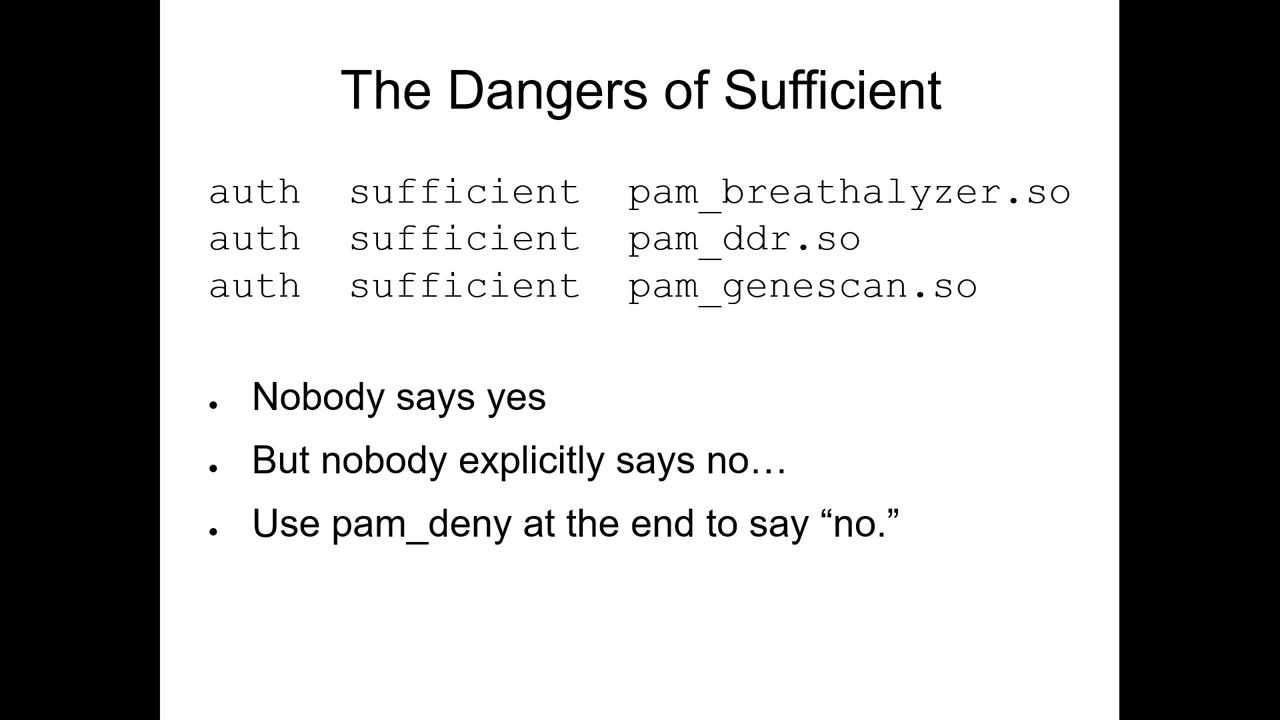 The Dangers of Sufficient
auth sufficient pam_breathalyzer.so
auth sufficient pam_ddr.so
auth sufficient pam_genescan.so
• Nobody says yes
• But nobody explicitly says no…
• Use pam_deny at the end to say “no.”